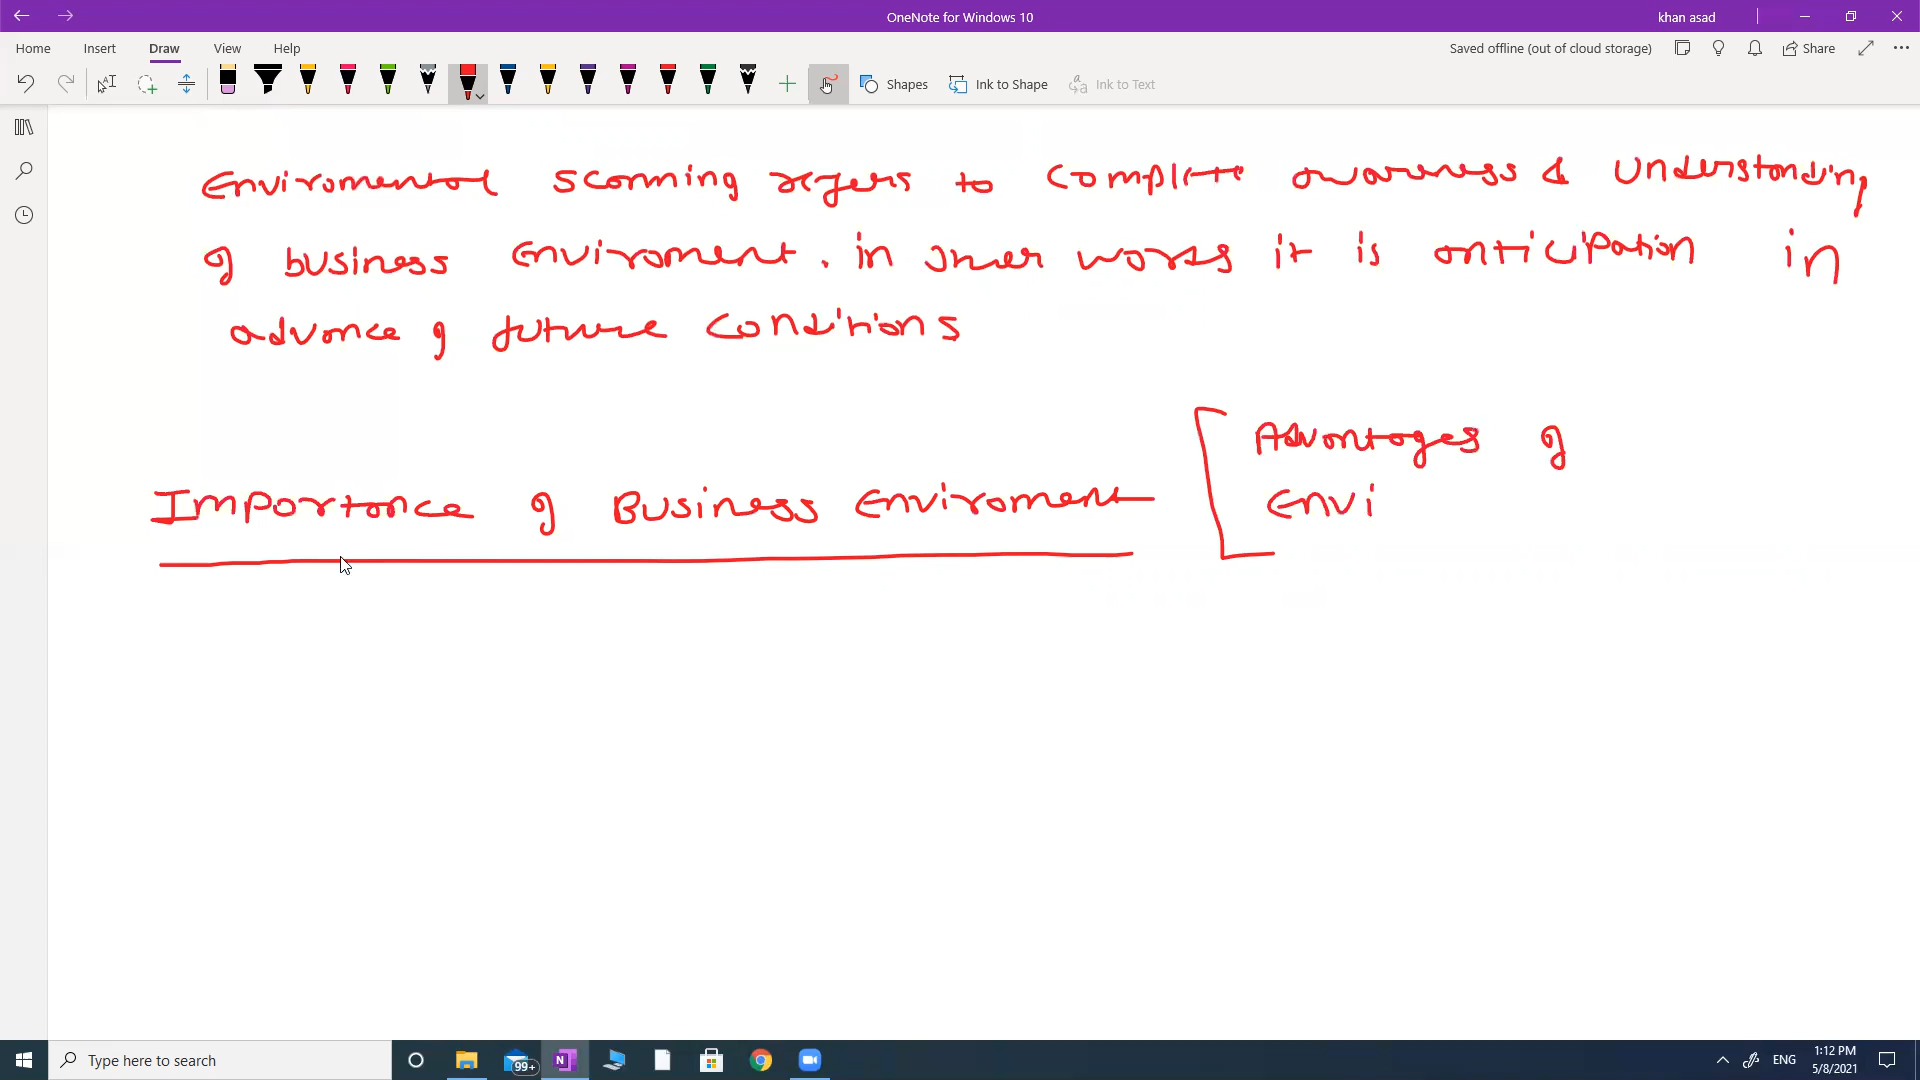 OneNote for Windows 10
khan asad
Home Insert Draw View Help
Saved offline (out of cloud storage) Share
Shapes Ink to Shape Ink to Text
Enviromental scanning refers to complete awareness & understanding
of business enviroment. in other words it is anticipation in
advance of future conditions
Importance of Business Enviroment
Advantages of
Envi
Type here to search
99+
ENG
1:12 PM
5/8/2021